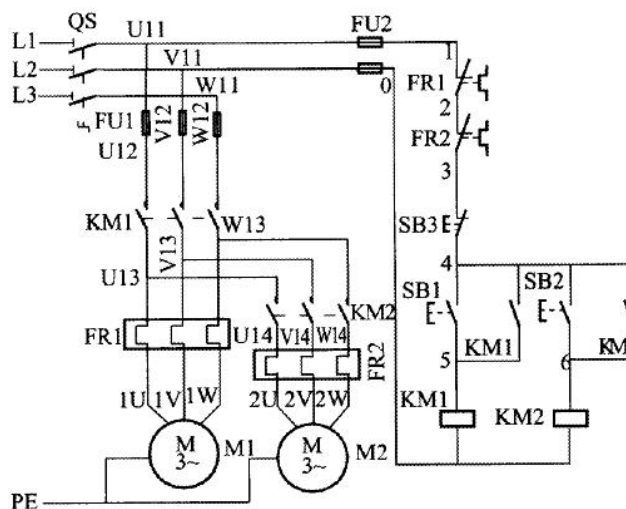 QS
U11
FU2
L1
L2
L3
V11
W11
1
0
FR1
2
FR2
3
FU1
V12
W12
U12
KM1
V13
W13
SB3
4
U13
SB1
SB2
KM2
FR1
U14
V14
W14
FR2
5
KM1
6
KM
1U
1V
1W
2U
2V
2W
KM1
KM2
M
3~
M1
M
3~
M2
PE